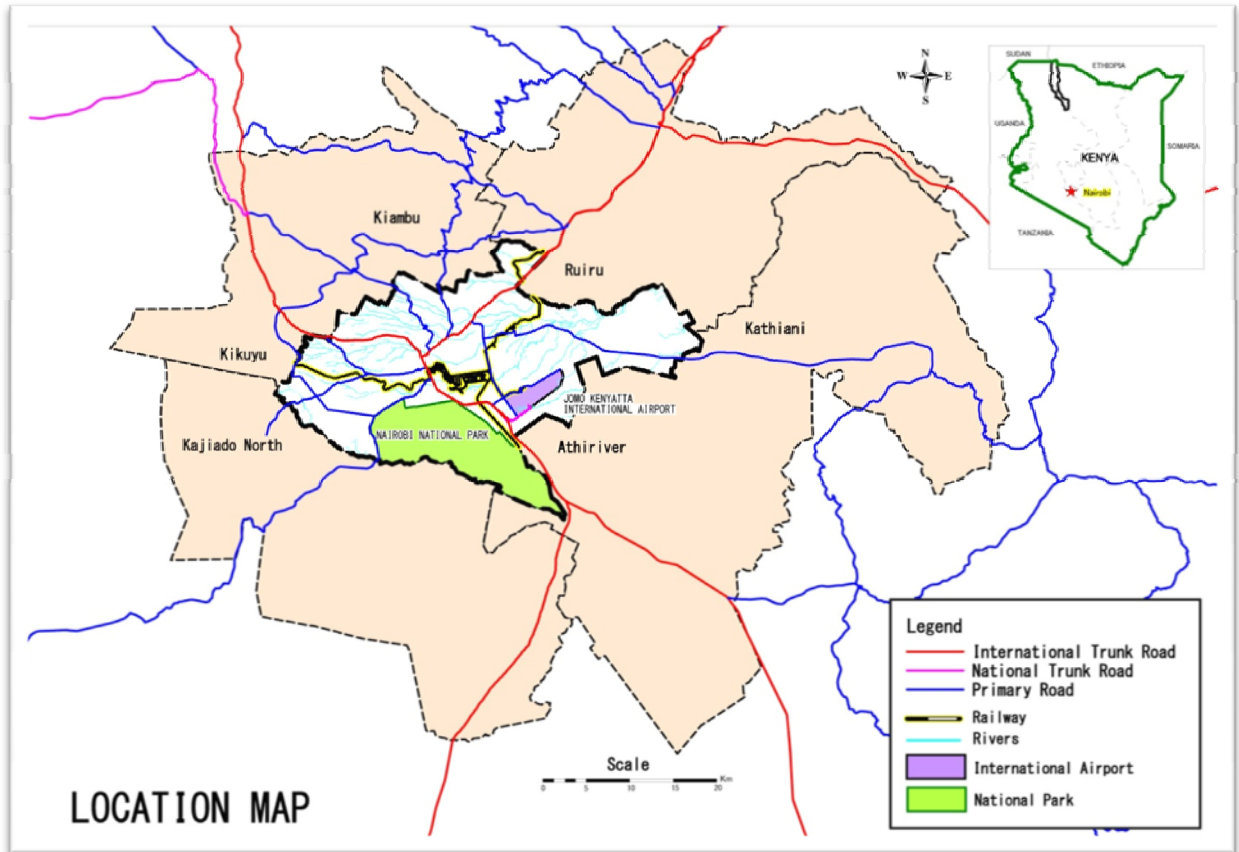 N
W E
S
SUDAN
ETHIOPIA
UGANDA
SOMARIA
KENYA
Nairobi
TANZANIA
Kiambu
Ruiru
Kathiani
Kikuyu
JOMO KENYATTA
INTERNATIONAL AIRPORT
NAIROBI NATIONAL PARK
Kajiado North
Athiriver
Legend
International Trunk Road
National Trunk Road
Primary Road
Railway
Rivers
International Airport
National Park
Scale
Km
0 5 10 15 20
LOCATION MAP